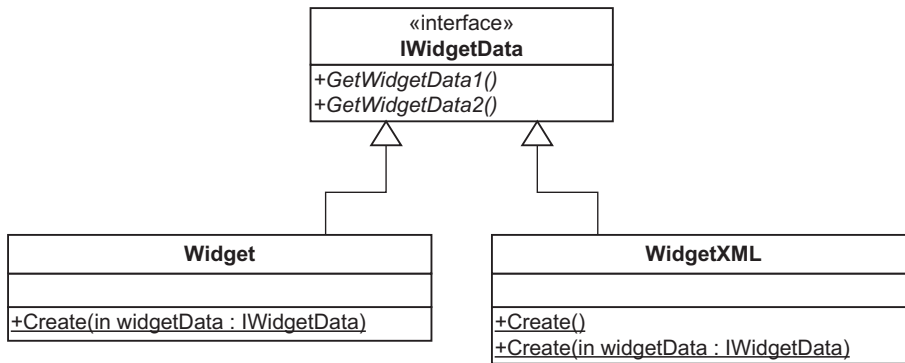 «interface»
IWidgetData
+GetWidgetData1()
+GetWidgetData2()
Widget
+Create(in widgetData : IWidgetData)
WidgetXML
+Create()
+Create(in widgetData : IWidgetData)